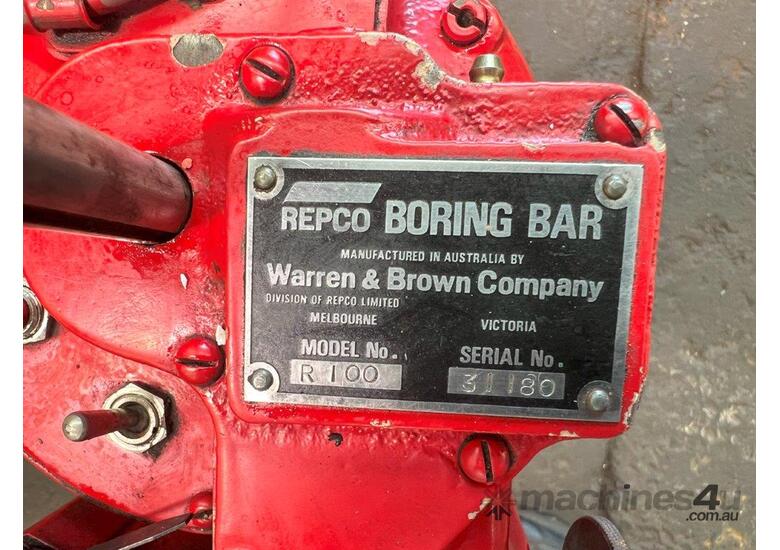 REPCO BORING BAR
MANUFACTURED IN AUSTRALIA BY
Warren & Brown Company
DIVISION OF REPCO LIMITED
MELBOURNE VICTORIA
MODEL No. SERIAL No.
R 100 31180
machines4u
.com.au